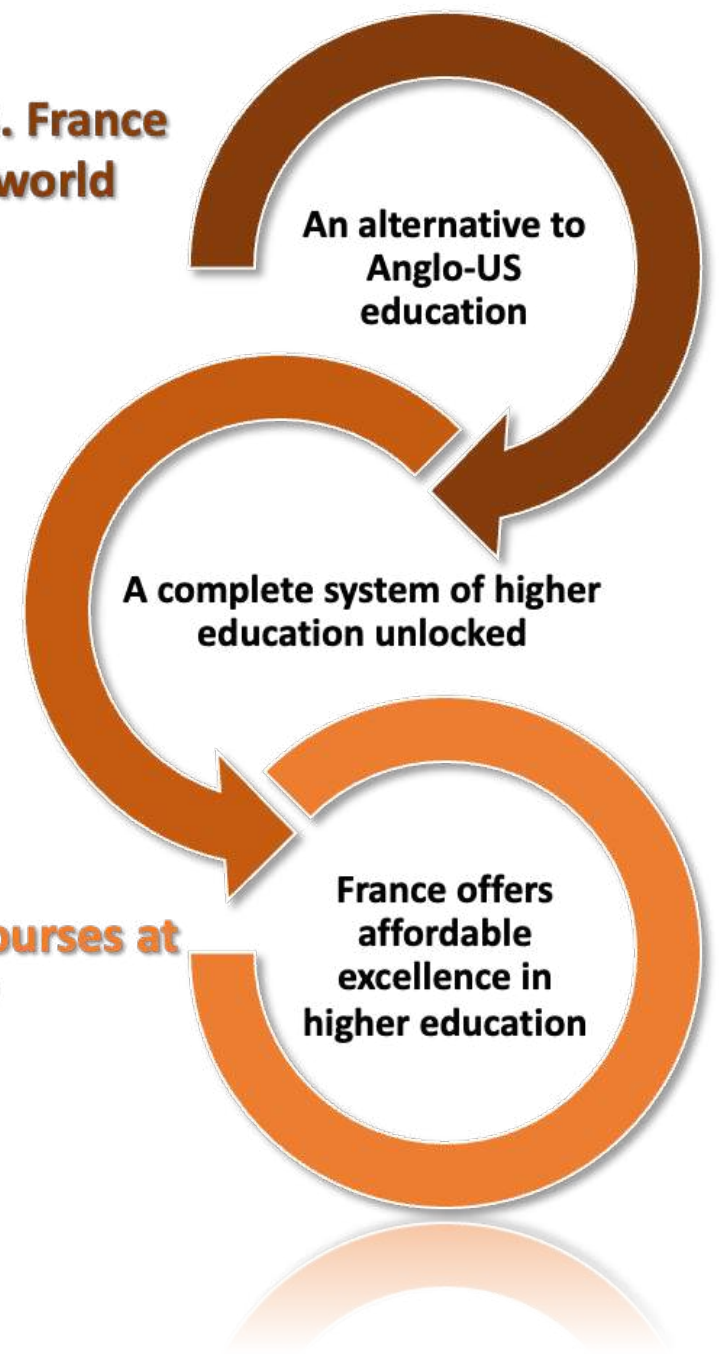 . France
world
An alternative to
Anglo-US
education
A complete system of higher
education unlocked
France offers
affordable
excellence in
higher education
ourses at